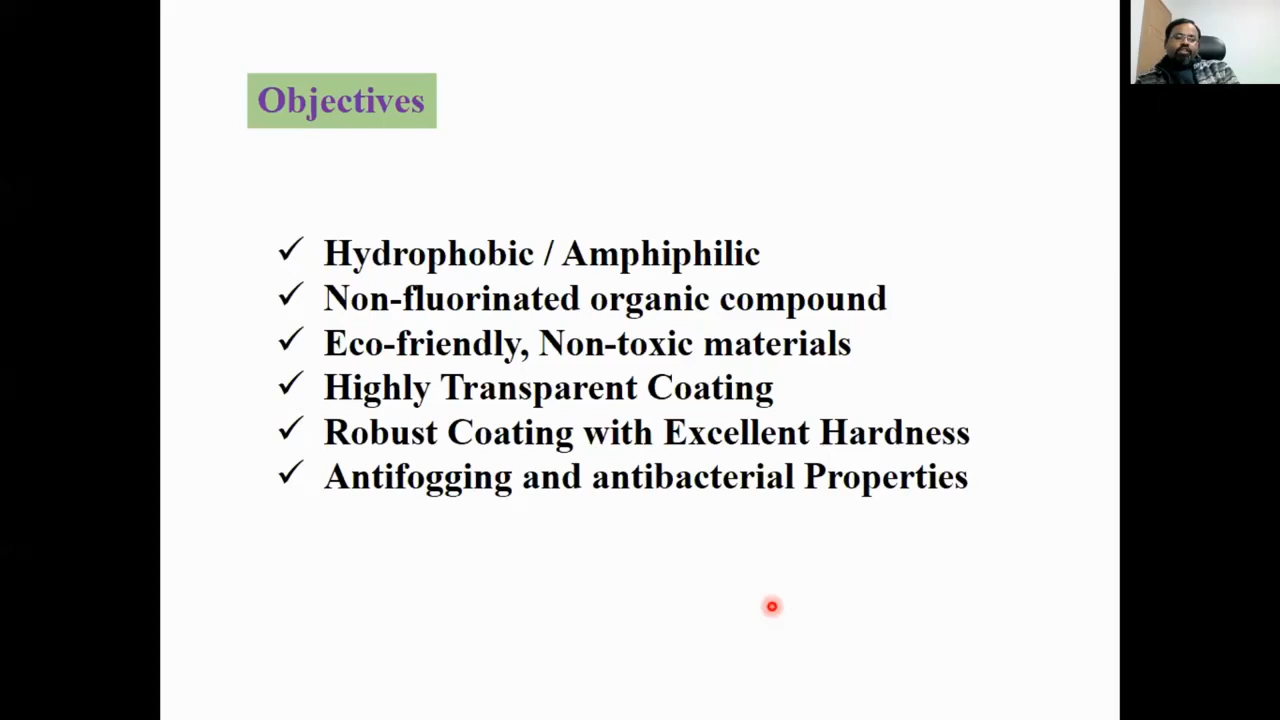 Objectives
✓ Hydrophobic / Amphiphilic
✓ Non-fluorinated organic compound
✓ Eco-friendly, Non-toxic materials
✓ Highly Transparent Coating
✓ Robust Coating with Excellent Hardness
✓ Antifogging and antibacterial Properties